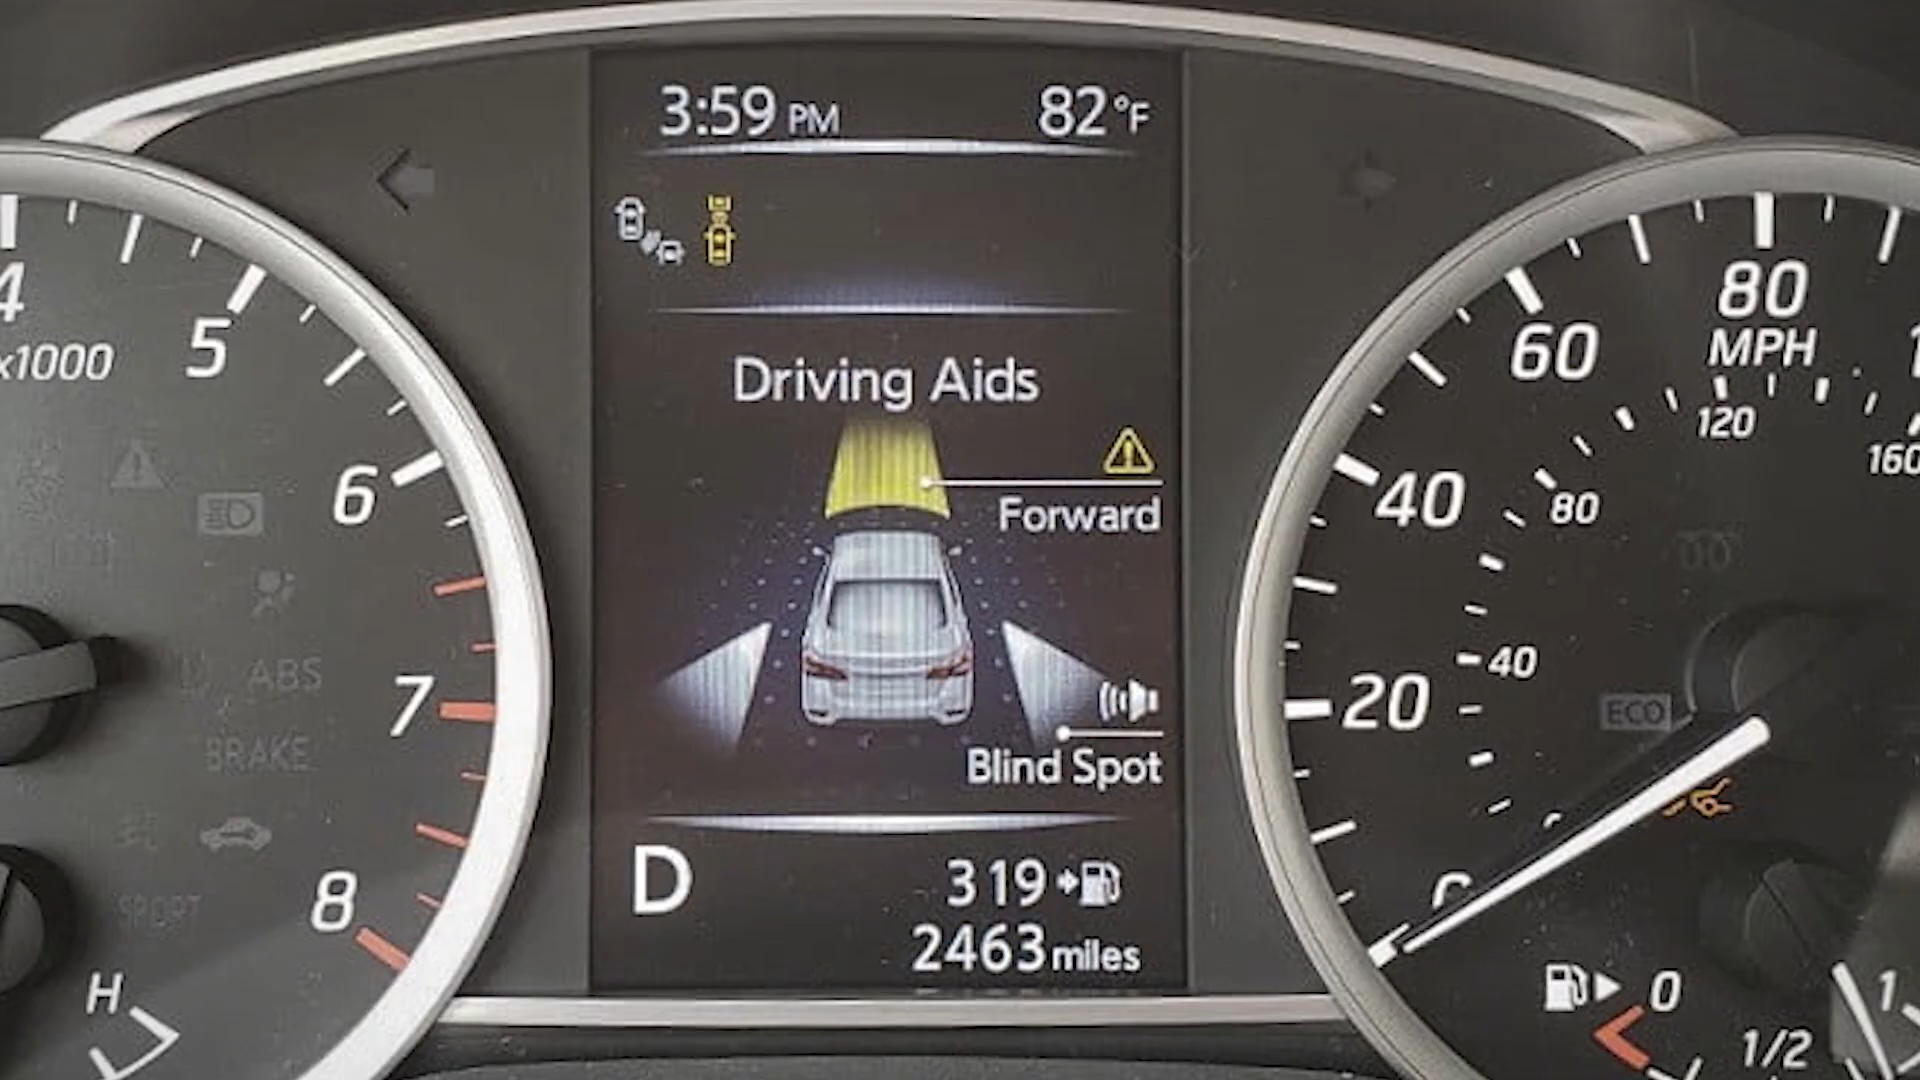 3:59 PM 82°F
Driving Aids
Forward
Blind Spot
D
319
2463 miles
4
x1000
5
6
7
8
ABS
BRAKE
SPORT
H
80
MPH
60
40
20
120
160
80
40
ECO
0
1/2
1